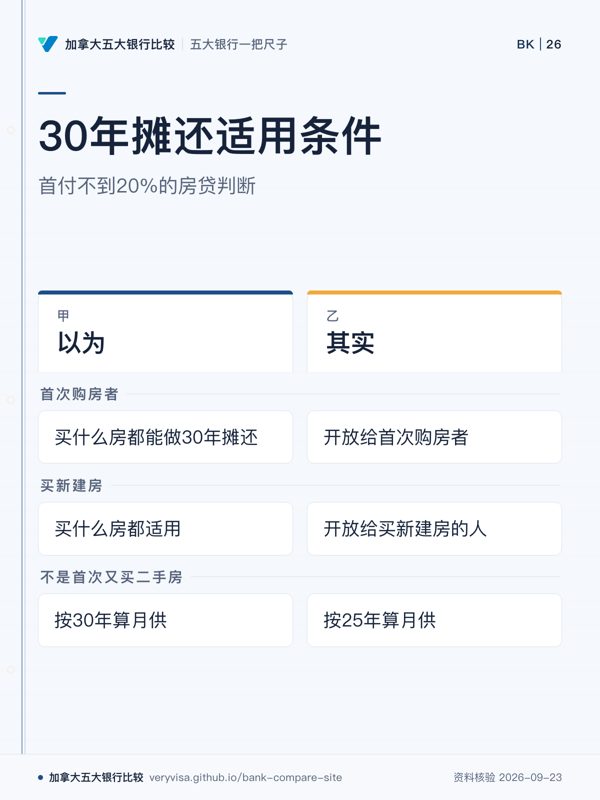 加拿大五大银行比较 | 五大银行一把尺子
BK | 26
30年摊还适用条件
首付不到20%的房贷判断
甲
以为
乙
其实
首次购房者
买什么房都能做30年摊还
开放给首次购房者
买新建房
买什么房都适用
开放给买新建房的人
不是首次又买二手房
按30年算月供
按25年算月供
加拿大五大银行比较 veryvisa.github.io/bank-compare-site
资料核验 2026-09-23